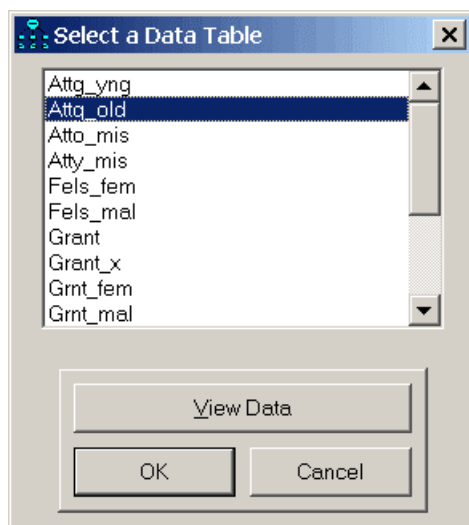 Select a Data Table
Attg_yng
Attg_old
Atto_mis
Atty_mis
Fels_fem
Fels_mal
Grant
Grant_x
Grnt_fem
Grnt_mal
View Data
OK Cancel